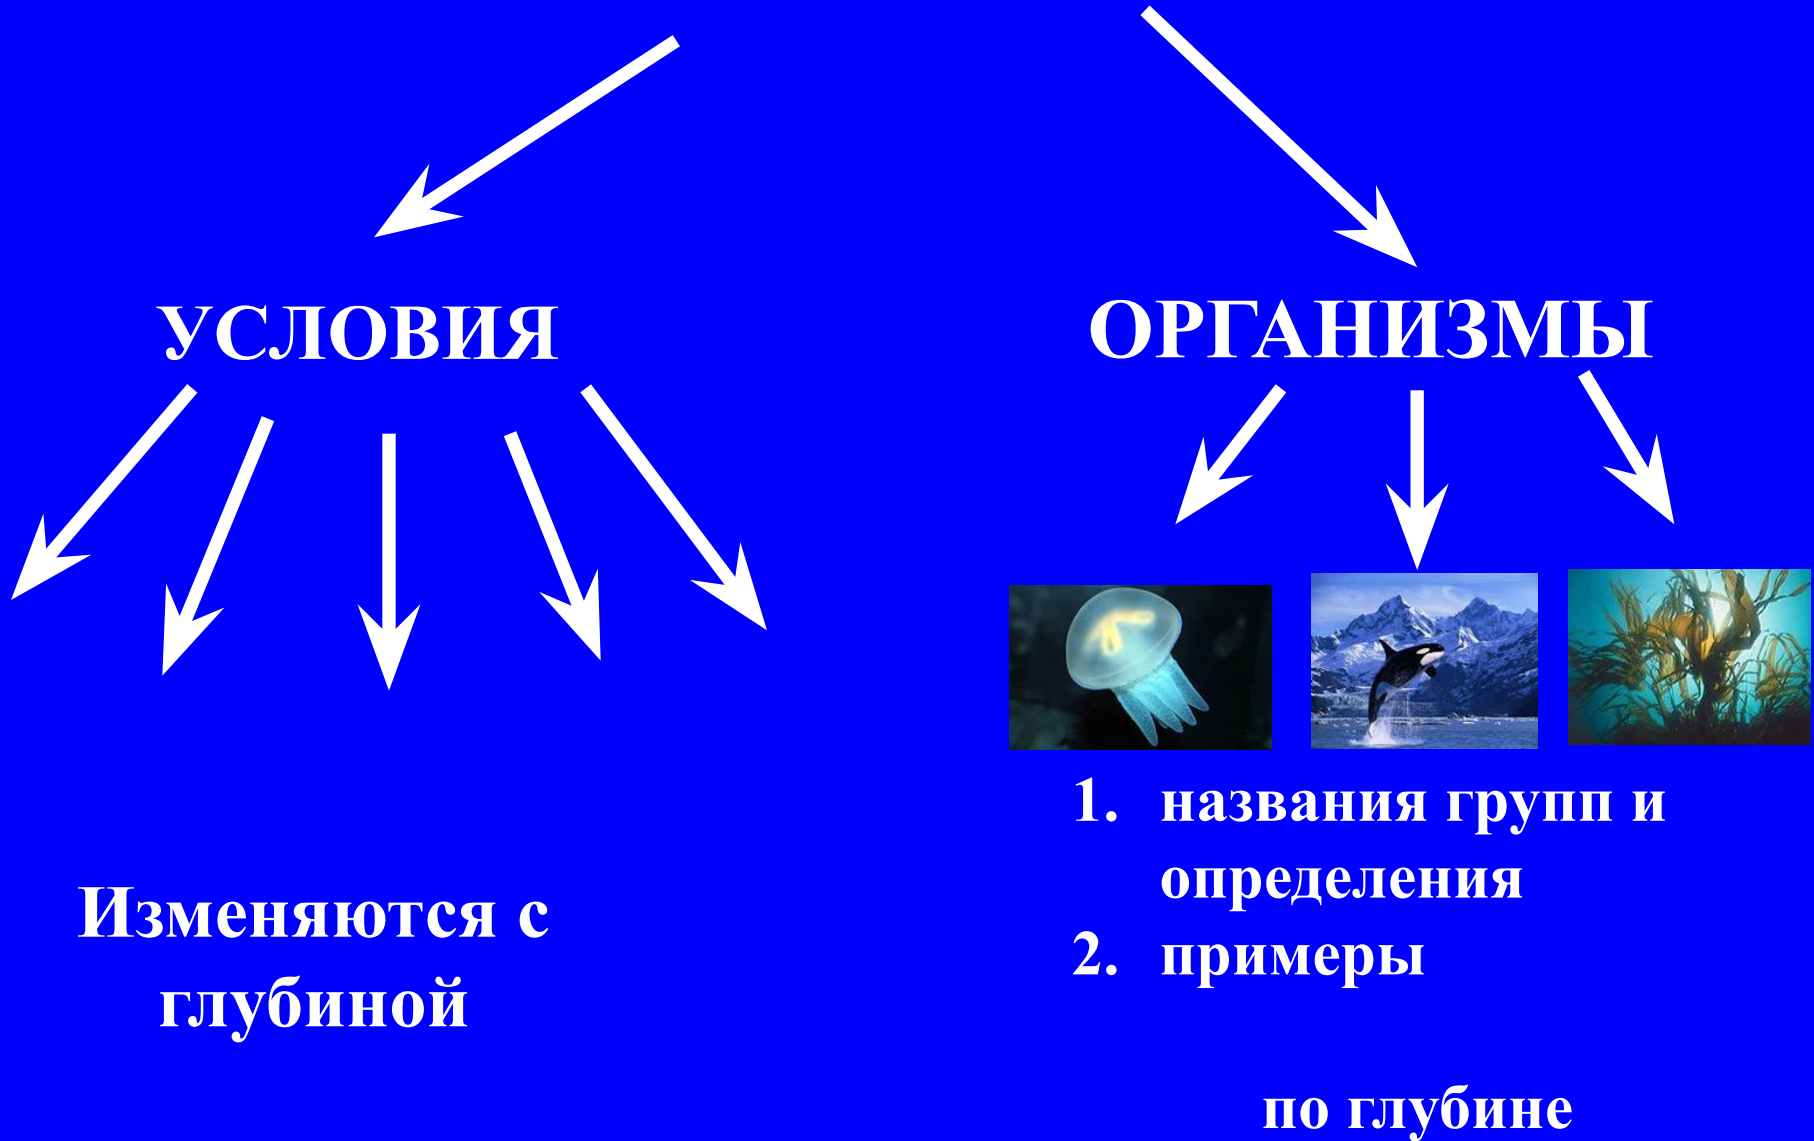 УСЛОВИЯ
ОРГАНИЗМЫ
Изменяются с
глубиной
1. названия групп и
определения
2. примеры
по глубине